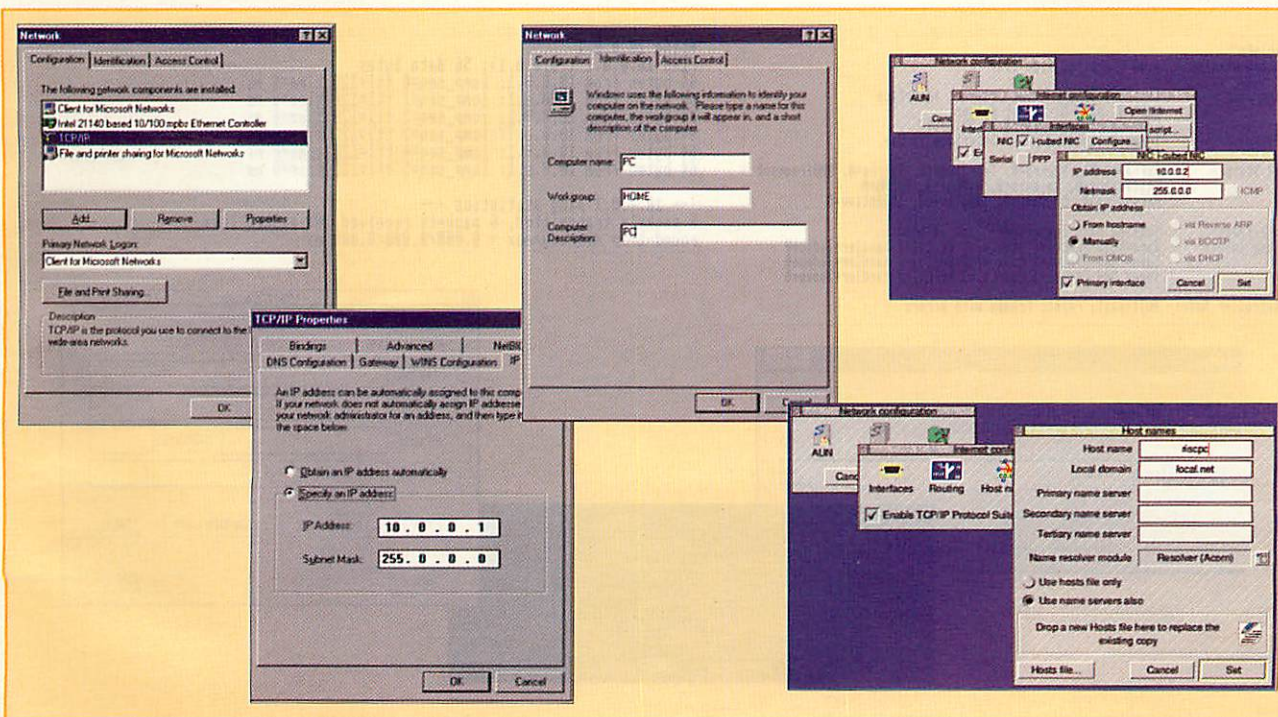 Network
Configuration Identification Access Control
The following network components are installed:
Client for Microsoft Networks
Intel 21140 based 10/100 mpbs Ethernet Controller
TCP/IP
File and printer sharing for Microsoft Networks
Add... Remove Properties
Primary Network Logon:
Client for Microsoft Networks
File and Print Sharing...
Description
TCP/IP is the protocol you use to connect to the
wide-area networks.
OK
TCP/IP Properties
Bindings Advanced
DNS Configuration Gateway WINS Configuration IP
An IP address can be automatically assigned to this
If your network does not automatically assign IP
your network administrator for an address, and then type
the space below.
Obtain an IP address automatically
Specify an IP address:
IP Address: 10. 0 . 0 . 1
Subnet Mask: 255. 0 . 0 . 0
OK Cancel
Network
Configuration Identification Access Control
Windows uses the following information to identify your
computer on the network. Please type a name for this
computer, the workgroup it will appear in, and a short
description of the computer.
Computer name: PC
Workgroup: HOME
Computer
Description: PC
OK Cancel
Network configuration
AUN
Internet configuration
Open !Internet
script...
Interfaces
NIC i-cubed NIC Configure...
Serial PPP
NIC: i-cubed NIC
IP address 10.0.0.2
Netmask 255.0.0.0 ICMP
Obtain IP address
From hostname via Reverse ARP
Manually via BOOTP
From CMOS via DHCP
Primary interface Cancel Set
Network configuration
AUN
Internet
Interfaces Routing Host
Enable TCP/IP Protocol Suite
Host names
Host name riscpc
Local domain local.net
Primary name server
Secondary name server
Tertiary name server
Name resolver module Resolver (Acorn)
Use hosts file only
Use name servers also
Drop a new Hosts file here to replace the
existing copy
Hosts file... Cancel Set